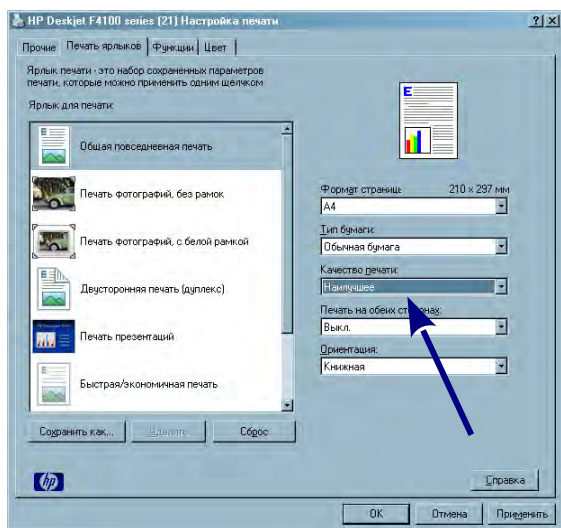 HP Deskjet F4100 series (21) Настройка печати
Прочие Печать ярлыков Функции Цвет
Ярлык печати - это набор сохраненных параметров
печати, которые можно применить одним щелчком
Ярлык для печати:
Общая повседневная печать
Печать фотографий, без рамок
Печать фотографий, с белой рамкой
Двусторонняя печать (дуплекс)
Печать презентаций
Быстрая/экономичная печать
Сохранить как... Удалить Сброс
E
Формат страницы 210 x 297 мм
A4
Тип бумаги:
Обычная бумага
Качество печати:
Наилучшее
Печать на обеих сторонах:
Выкл.
Ориентация:
Книжная
hp
Справка
OK Отмена Применить